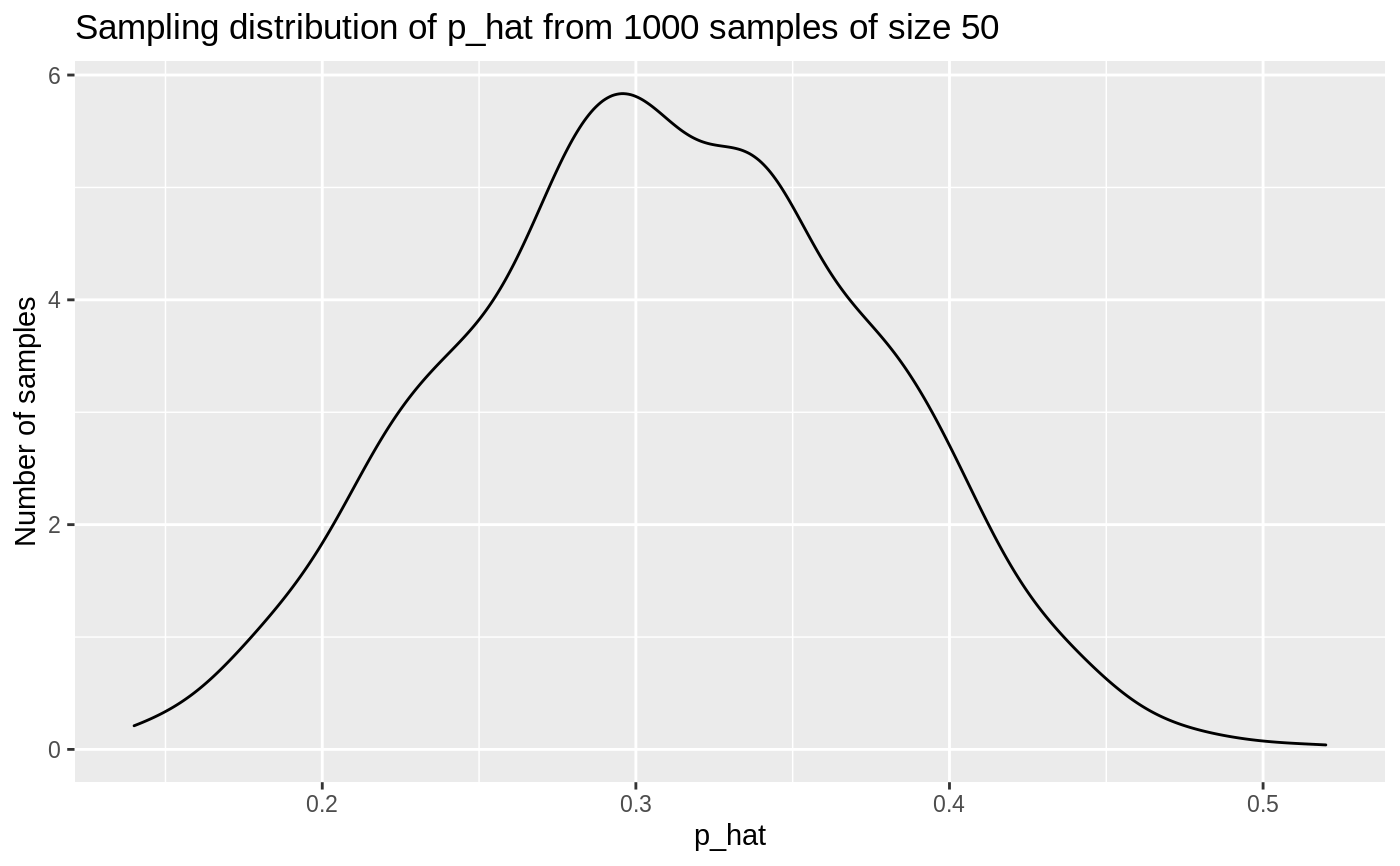 Sampling distribution of p_hat from 1000 samples of size 50
6
4
2
0
Number of samples
0.2 0.3 0.4 0.5
p_hat